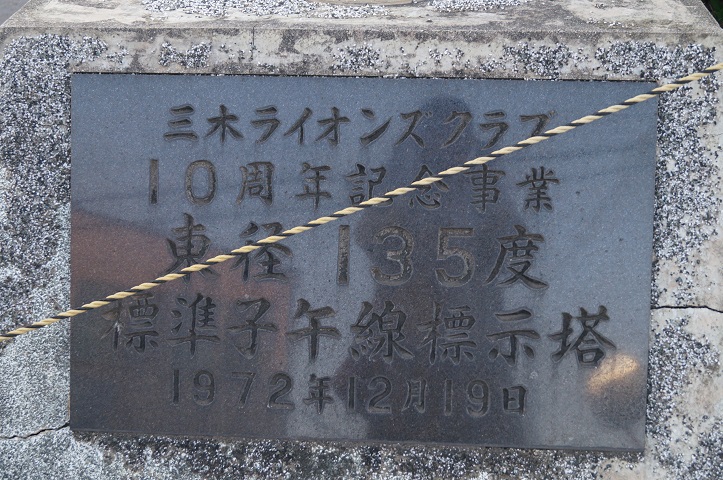 三木ライオンズクラブ
10周年記念事業
東経135度
標準子午線標示塔
1972年12月19日